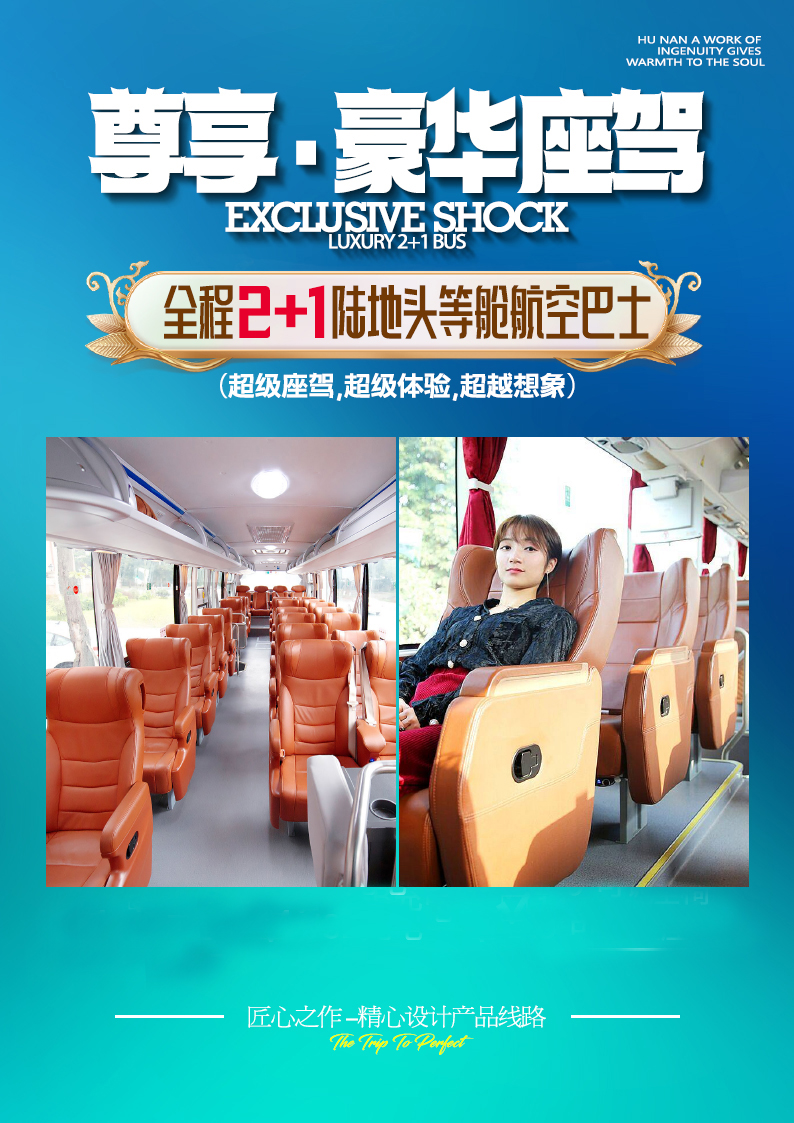 HU NAN A WORK OF
INGENUITY GIVES
WARMTH TO THE SOUL
尊享·豪华座驾
EXCLUSIVE SHOCK
LUXURY 2+1 BUS
全程2+1陆地头等舱航空巴士
（超级座驾,超级体验,超越想象）
匠心之作–精心设计产品线路
The Trip To Perfect